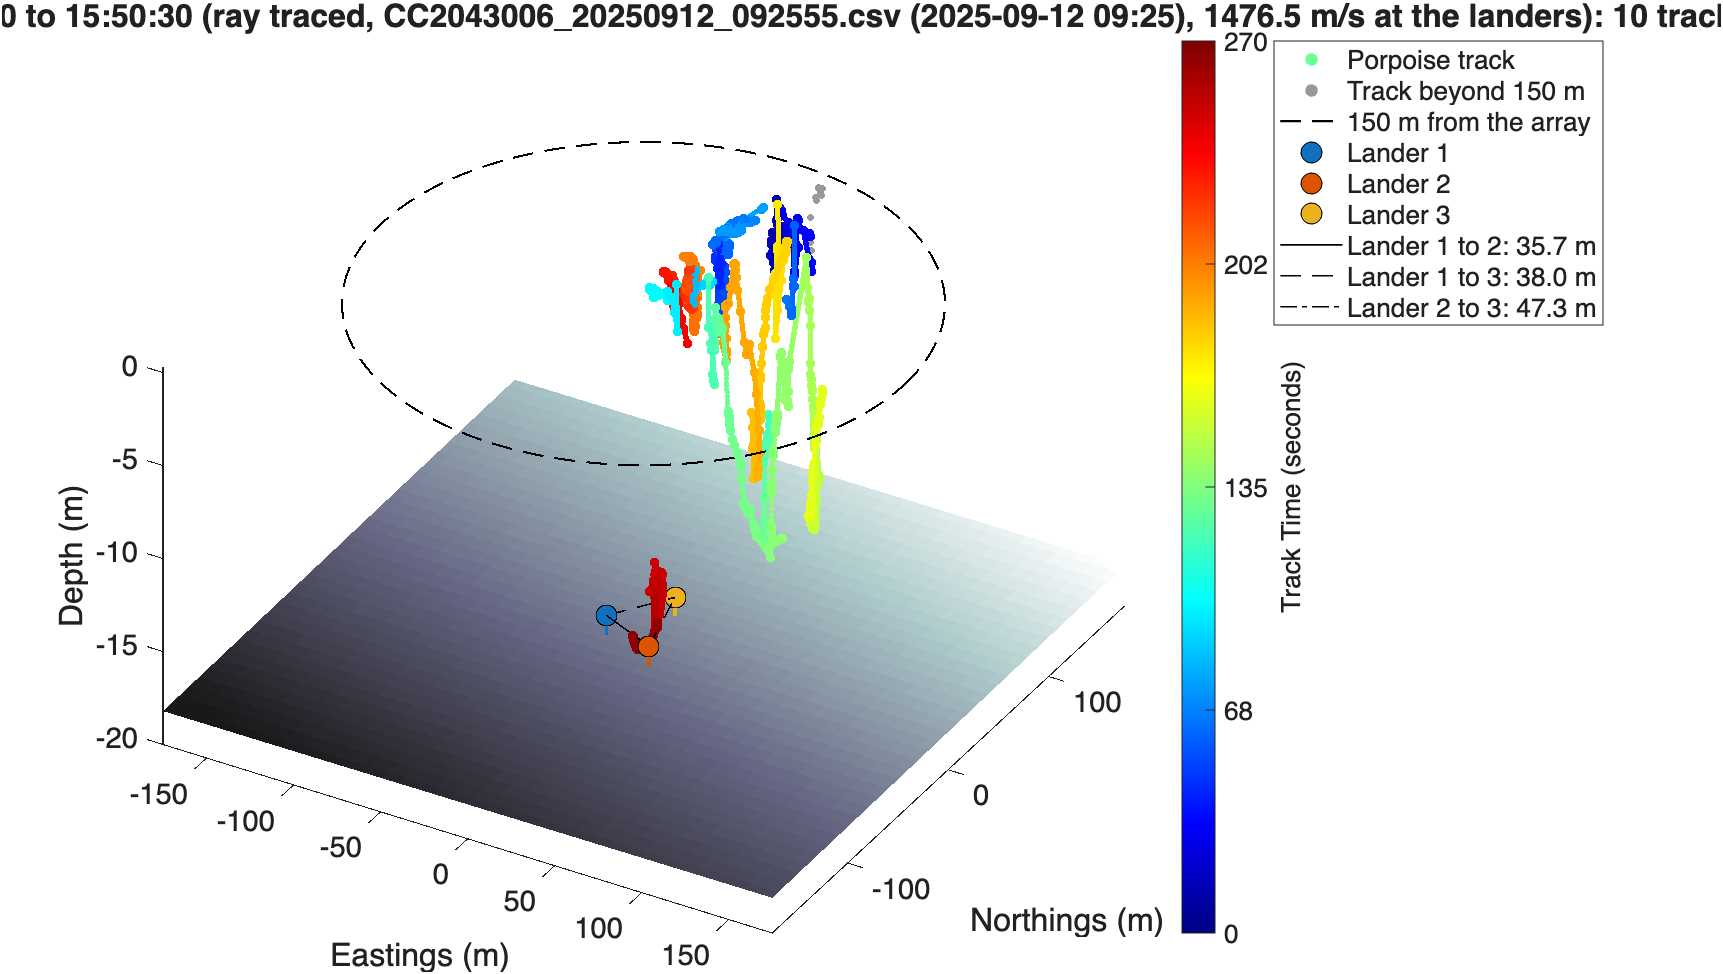 0 to 15:50:30 (ray traced, CC2043006_20250912_092555.csv (2025-09-12 09:25), 1476.5 m/s at the landers): 10
270
202
135
68
0
Track Time (seconds)
Porpoise track
Track beyond 150 m
150 m from the array
Lander 1
Lander 2
Lander 3
Lander 1 to 2: 35.7 m
Lander 1 to 3: 38.0 m
Lander 2 to 3: 47.3 m
0
-5
-10
-15
-20
Depth (m)
-150
-100
-50
0
50
100
150
Eastings (m)
-100
0
100
Northings (m)